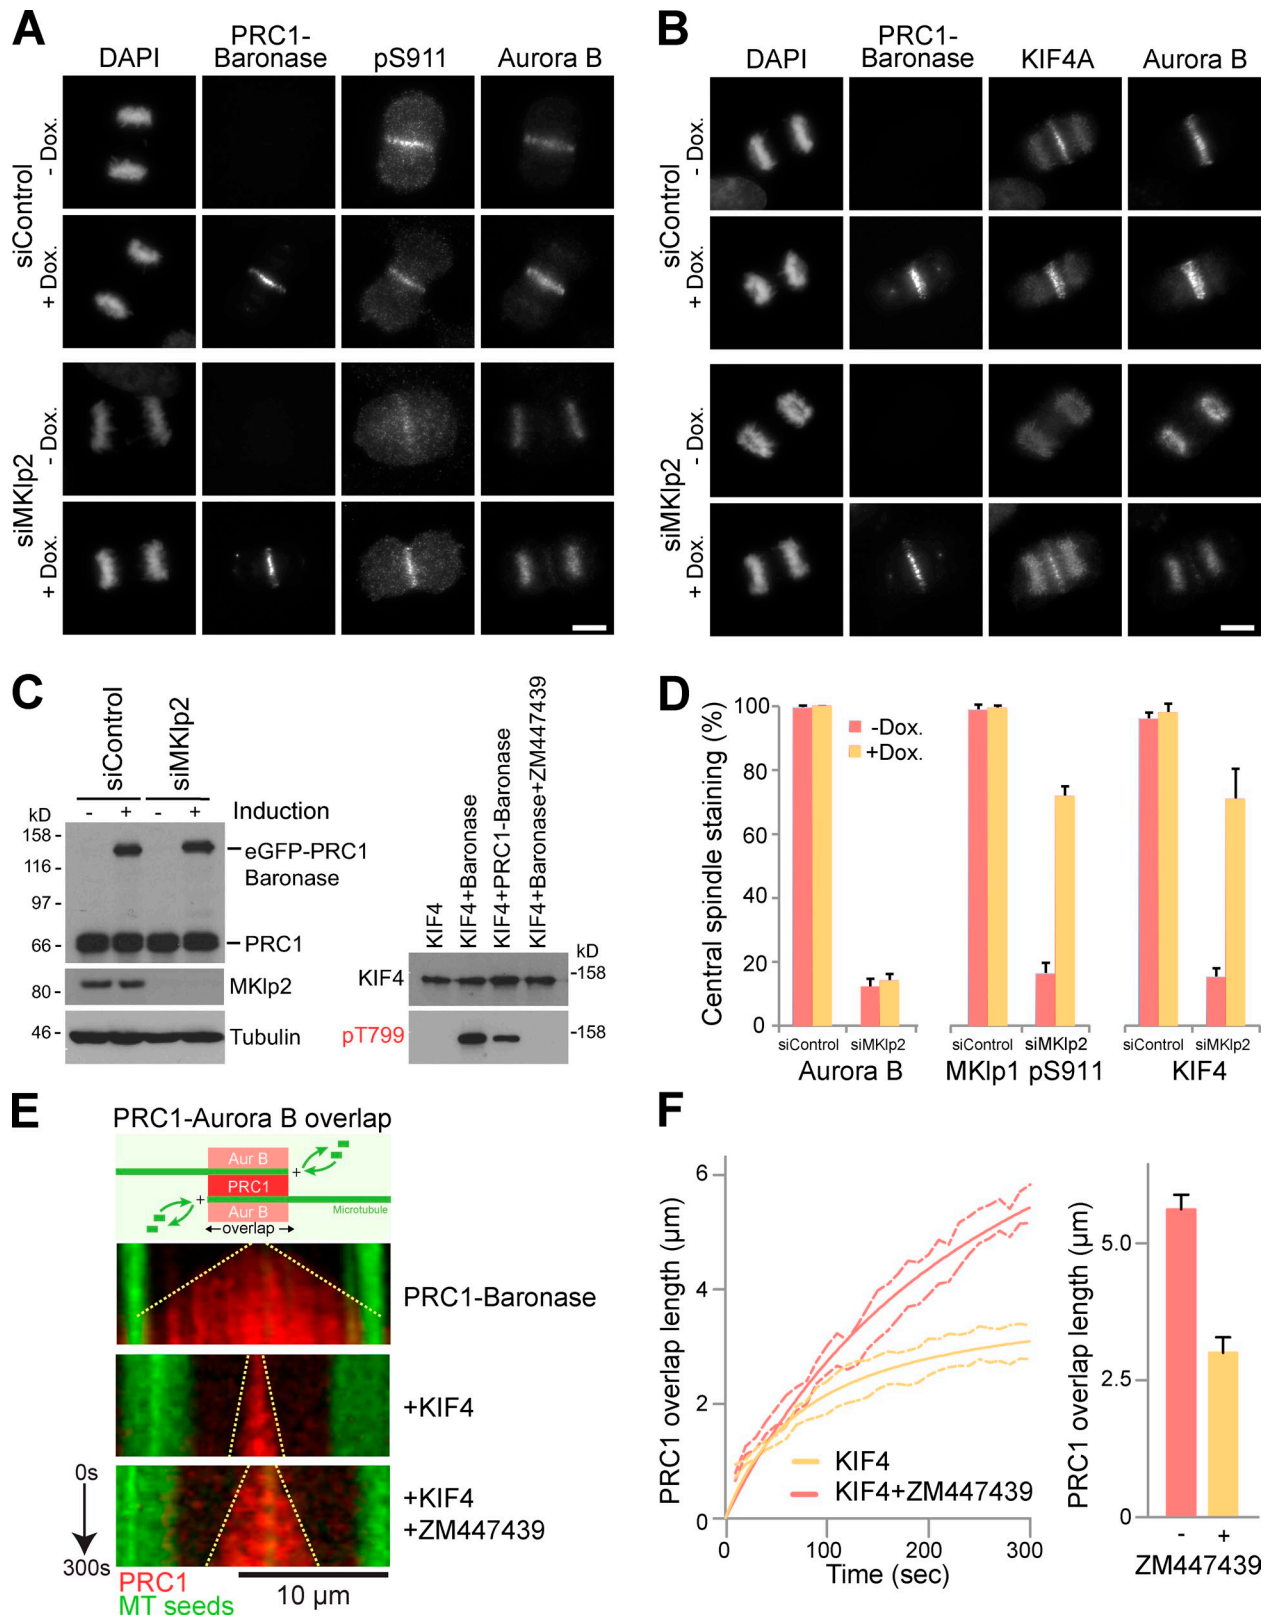 A
DAPI
PRC1-
Baronase
pS911
Aurora B
siControl
- Dox.
+ Dox.
siMKlp2
- Dox.
+ Dox.
B
DAPI
PRC1-
Baronase
KIF4A
Aurora B
siControl
- Dox.
+ Dox.
siMKlp2
- Dox.
+ Dox.
C
siControl
siMKlp2
kD
- + - +
Induction
158
116
97
66
80
46
eGFP-PRC1
Baronase
PRC1
MKlp2
Tubulin
KIF4
KIF4+Baronase
KIF4+PRC1-Baronase
KIF4+Baronase+ZM447439
kD
KIF4
-158
pT799
-158
D
Central spindle staining (%)
100
80
60
40
20
0
-Dox.
+Dox.
siControl siMKlp2
siControl siMKlp2
siControl siMKlp2
Aurora B
MKlp1 pS911
KIF4
E
PRC1-Aurora B overlap
Aur B
+
PRC1
+
Aur B
Microtubule
overlap
PRC1-Baronase
+KIF4
+KIF4
+ZM447439
0s
300s
PRC1
MT seeds
10 µm
F
PRC1 overlap length (µm)
6
4
2
0
KIF4
KIF4+ZM447439
0 100 200 300
Time (sec)
PRC1 overlap length (µm)
5.0
2.5
0
- +
ZM447439